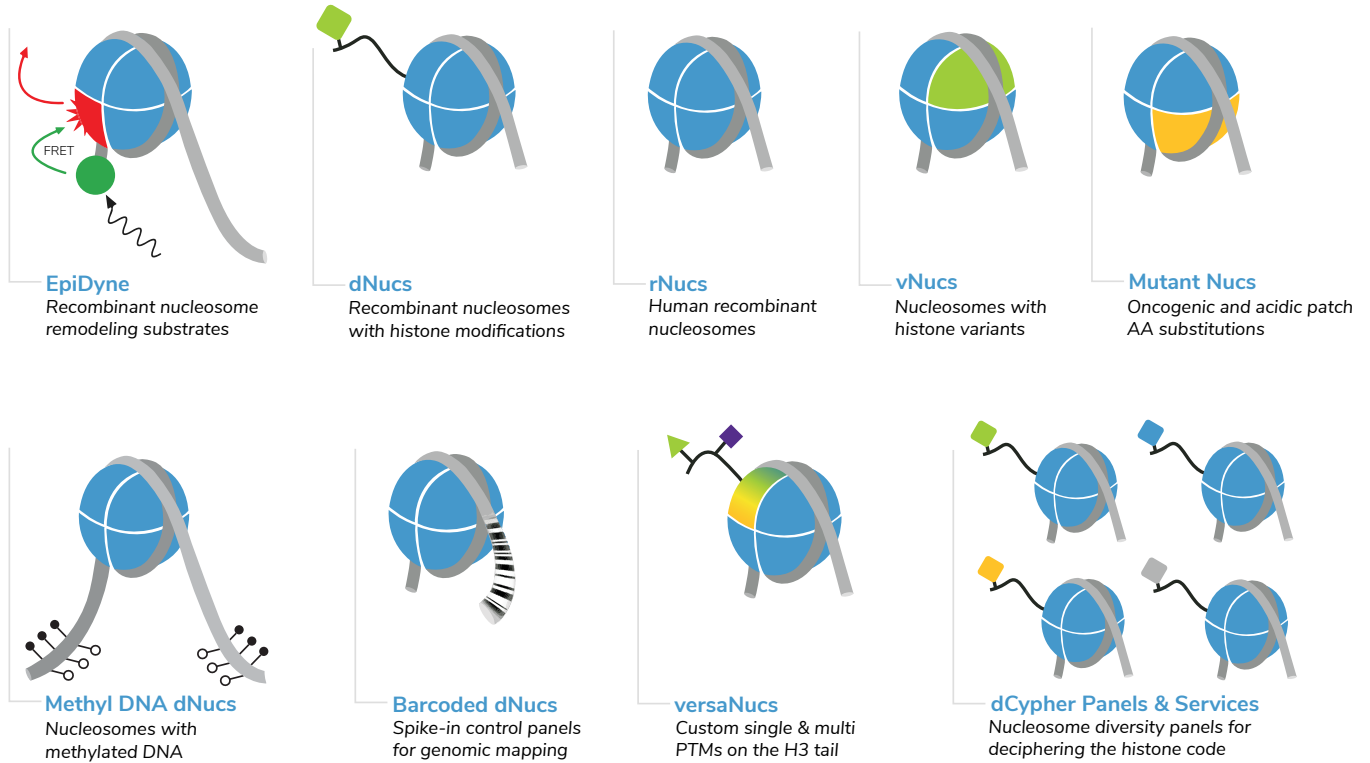 FRET
EpiDyne
Recombinant nucleosome
remodeling substrates
dNucs
Recombinant nucleosomes
with histone modifications
rNucs
Human recombinant
nucleosomes
vNucs
Nucleosomes with
histone variants
Mutant Nucs
Oncogenic and acidic patch
AA substitutions
Methyl DNA dNucs
Nucleosomes with
methylated DNA
Barcoded dNucs
Spike-in control panels
for genomic mapping
versaNucs
Custom single & multi
PTMs on the H3 tail
dCypher Panels & Services
Nucleosome diversity panels for
deciphering the histone code